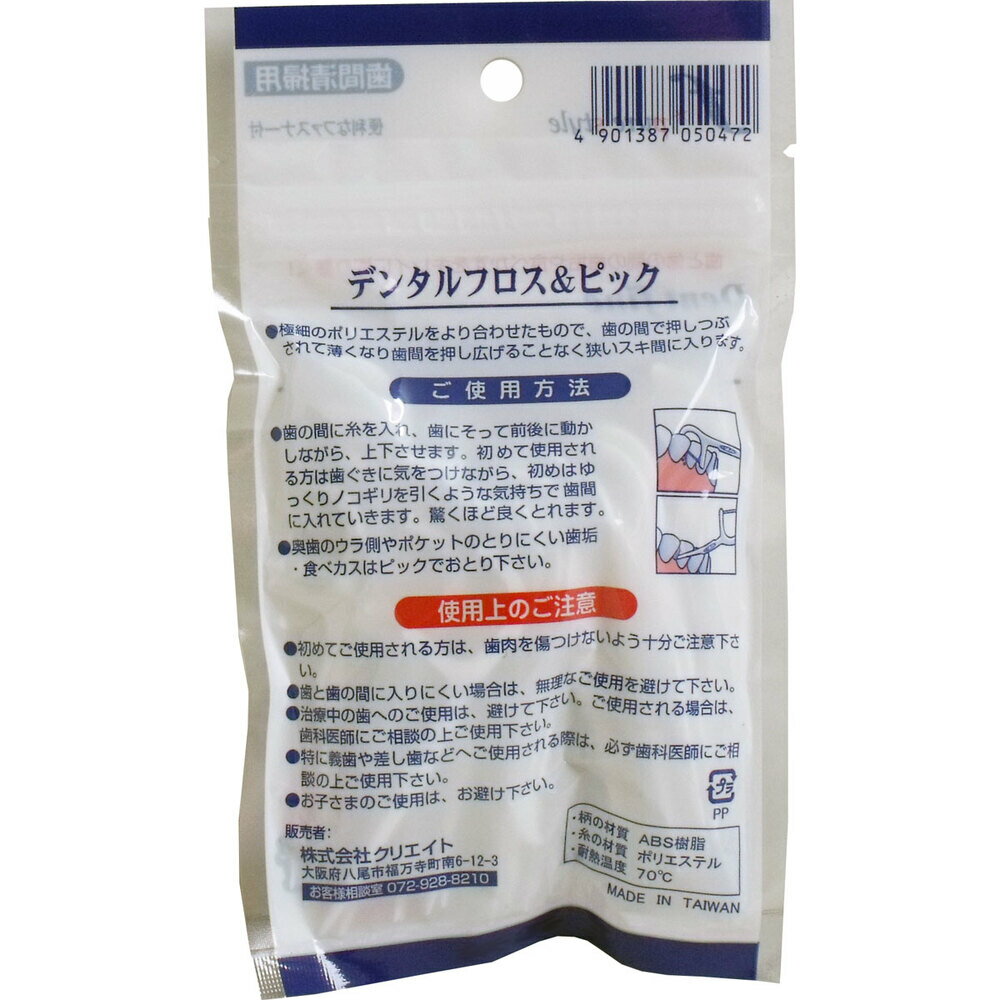 歯間清掃用
便利なファスナー付
style
4 901387 050472
デンタルフロス&ピック
●極細のポリエステルをより合わせたもので、歯の間で押しつぶ
されて薄くなり歯間を押し広げることなく狭いスキ間に入ります。
ご使用方法
●歯の間に糸を入れ、歯にそって前後に動か
しながら、上下させます。初めて使用され
る方は歯ぐきに気をつけながら、初めはゆ
っくりノコギリを引くような気持ちで歯間
に入れていきます。驚くほど良くとれます。
●奥歯のウラ側やポケットのとりにくい歯垢
・食べカスはピックでおとり下さい。
使用上のご注意
●初めてご使用される方は、歯肉を傷つけないよう十分ご注意下さ
い。
●歯と歯の間に入りにくい場合は、無理なご使用を避けて下さい。
●治療中の歯へのご使用は、避けて下さい。ご使用される場合は、
歯科医師にご相談の上ご使用下さい。
●特に義歯や差し歯などへご使用される際は、必ず歯科医師にご相
談の上ご使用下さい。
●お子さまのご使用は、お避け下さい。
プラ
PP
販売者:
株式会社クリエイト
大阪府八尾市福万寺町南6-12-3
お客様相談室 072-928-8210
・柄の材質 ABS樹脂
・糸の材質 ポリエステル
・耐熱温度 70℃
MADE IN TAIWAN